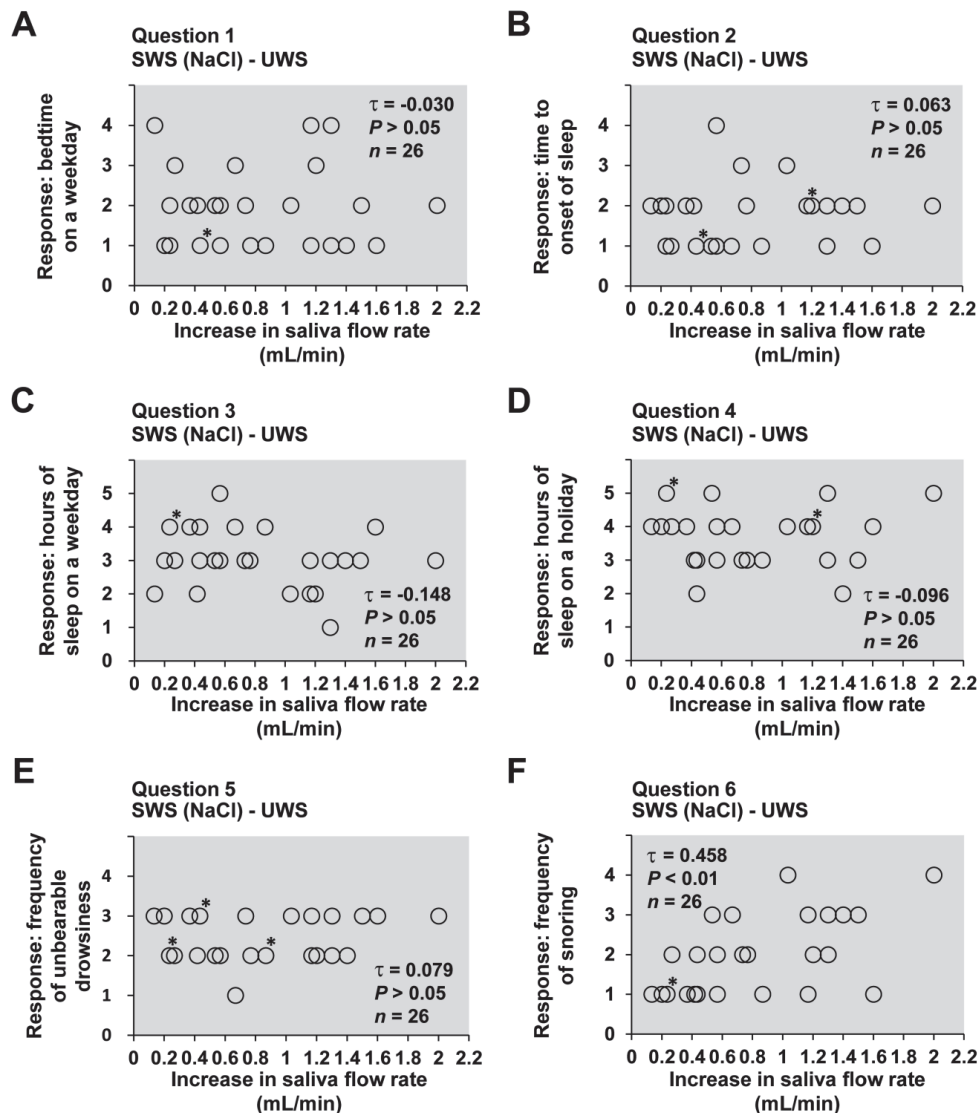 A
Question 1
SWS (NaCl) - UWS
Response: bedtime
on a weekday
4
3
2
1
0
τ = -0.030
P > 0.05
n = 26
*
0 0.2 0.4 0.6 0.8 1 1.2 1.4 1.6 1.8 2 2.2
Increase in saliva flow rate
(mL/min)
B
Question 2
SWS (NaCl) - UWS
Response: time to
onset of sleep
4
3
2
1
0
τ = 0.063
P > 0.05
n = 26
*
*
0 0.2 0.4 0.6 0.8 1 1.2 1.4 1.6 1.8 2 2.2
Increase in saliva flow rate
(mL/min)
C
Question 3
SWS (NaCl) - UWS
Response: hours of
sleep on a weekday
5
4
3
2
1
0
*
τ = -0.148
P > 0.05
n = 26
0 0.2 0.4 0.6 0.8 1 1.2 1.4 1.6 1.8 2 2.2
Increase in saliva flow rate
(mL/min)
D
Question 4
SWS (NaCl) - UWS
Response: hours of
sleep on a holiday
5
4
3
2
1
0
*
*
τ = -0.096
P > 0.05
n = 26
0 0.2 0.4 0.6 0.8 1 1.2 1.4 1.6 1.8 2 2.2
Increase in saliva flow rate
(mL/min)
E
Question 5
SWS (NaCl) - UWS
Response: frequency
of unbearable
drowsiness
4
3
2
1
0
*
*
*
τ = 0.079
P > 0.05
n = 26
0 0.2 0.4 0.6 0.8 1 1.2 1.4 1.6 1.8 2 2.2
Increase in saliva flow rate
(mL/min)
F
Question 6
SWS (NaCl) - UWS
Response: frequency
of snoring
4
3
2
1
0
τ = 0.458
P < 0.01
n = 26
*
0 0.2 0.4 0.6 0.8 1 1.2 1.4 1.6 1.8 2 2.2
Increase in saliva flow rate
(mL/min)